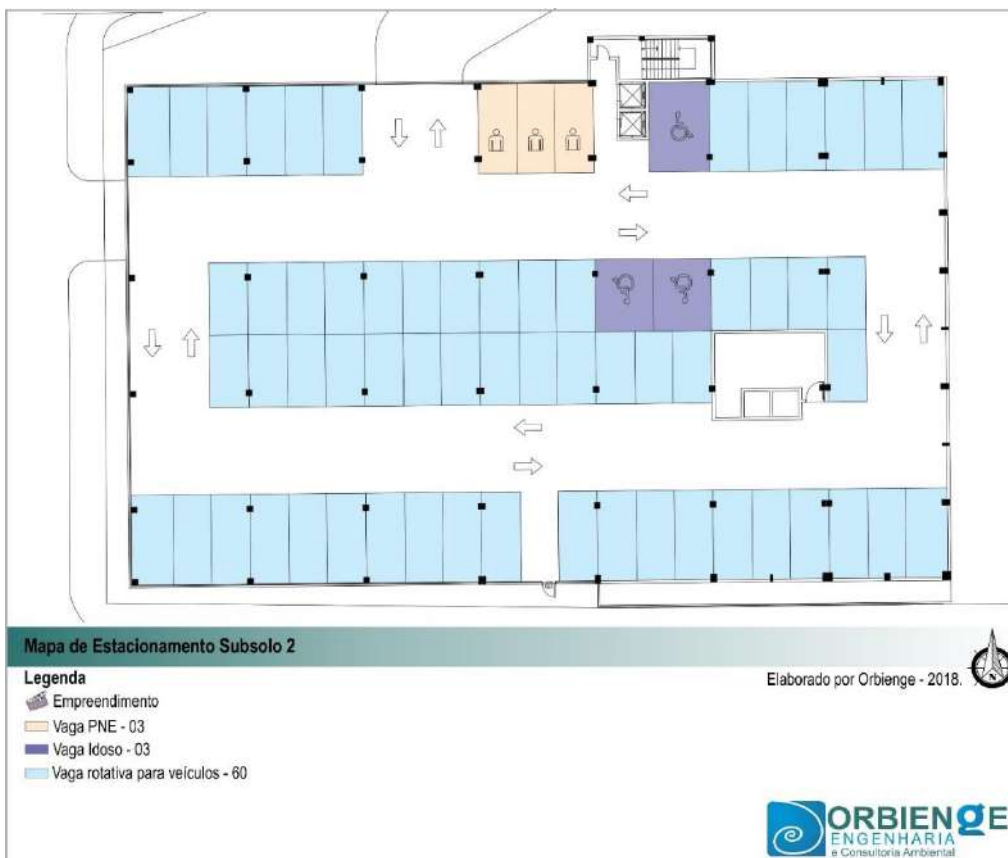 Mapa de Estacionamento Subsolo 2
Legenda
Elaborado por Orbienge - 2018.
N
Empreendimento
Vaga PNE - 03
Vaga Idoso - 03
Vaga rotativa para veículos - 60
ORBIENGE
ENGENHARIA
e Consultoria Ambiental